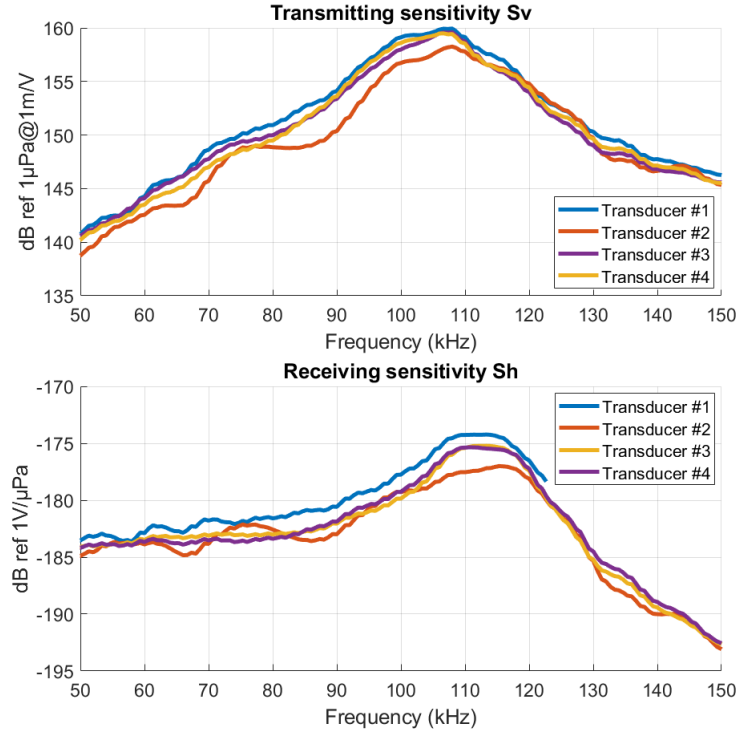 Transmitting sensitivity Sv
dB ref 1µPa@1m/V
160
155
150
145
140
135
50 60 70 80 90 100 110 120 130 140 150
Frequency (kHz)
Transducer #1
Transducer #2
Transducer #3
Transducer #4
Receiving sensitivity Sh
dB ref 1V/µPa
-170
-175
-180
-185
-190
-195
50 60 70 80 90 100 110 120 130 140 150
Frequency (kHz)
Transducer #1
Transducer #2
Transducer #3
Transducer #4